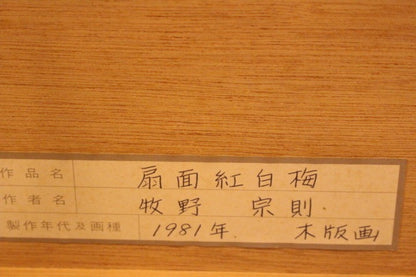 作品名 扇面紅白梅
作者名 牧野 宗則.
製作年代及画種 1981年. 木版画